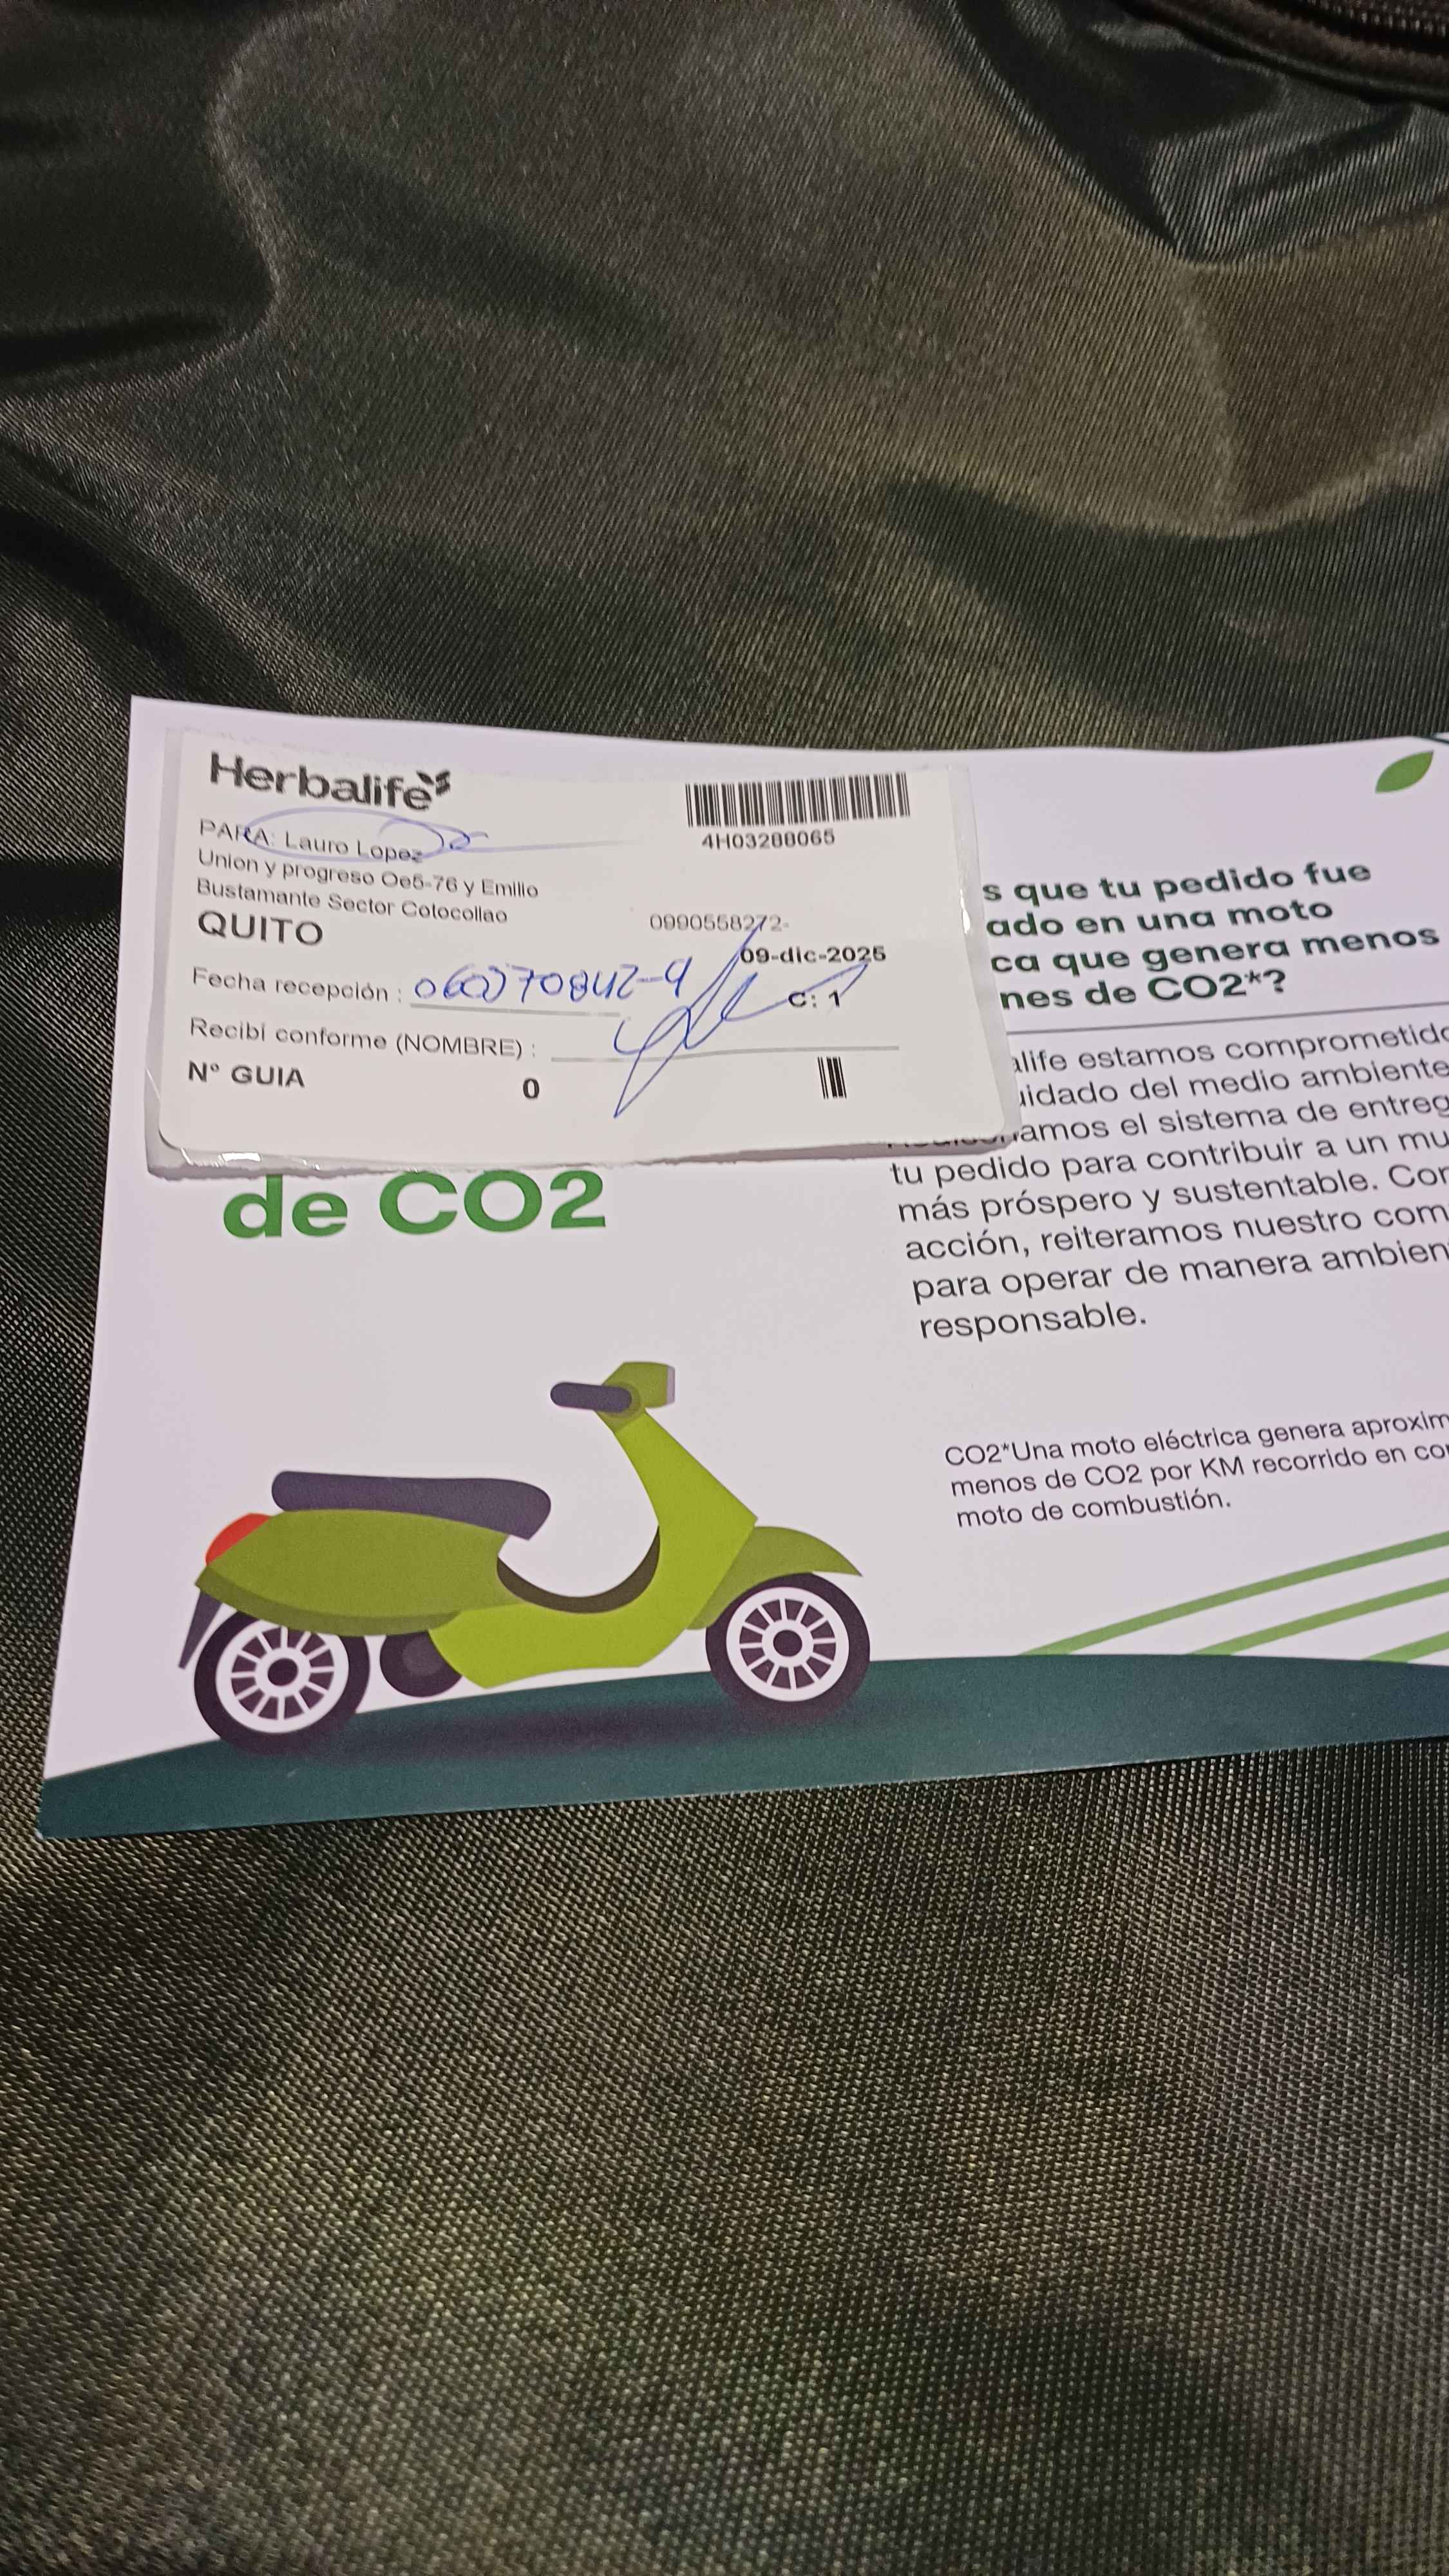 Herbalife
4H03288065
PARA: Lauro Lopez
Union y progreso Oe5-76 y Emilio
Bustamante Sector Cotocollao
QUITO
0990558272-
09-dic-2025
Fecha recepción :
C: 1
Recibí conforme (NOMBRE) :
N° GUIA 0
de CO2
s que tu pedido fue
ado en una moto
ca que genera menos
nes de CO2*?
alife estamos comprometido
uidado del medio ambiente
amos el sistema de entreg
tu pedido para contribuir a un mu
más próspero y sustentable. Con
acción, reiteramos nuestro com
para operar de manera ambien
responsable.
CO2*Una moto eléctrica genera aproxim
menos de CO2 por KM recorrido en co
moto de combustión.